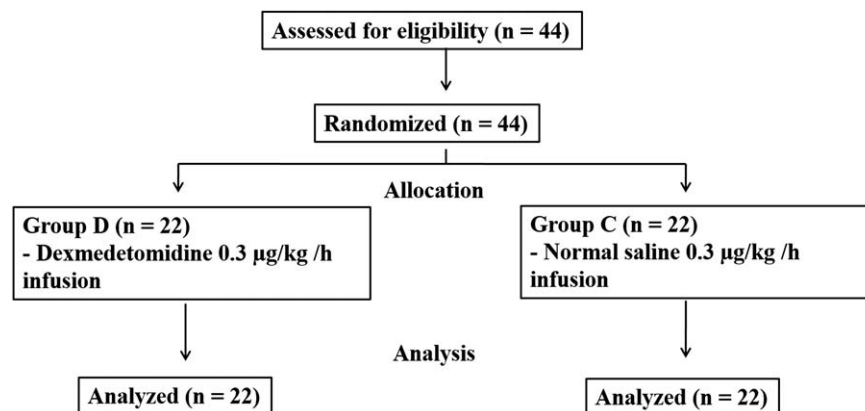 Assessed for eligibility (n = 44)
Randomized (n = 44)
Allocation
Group D (n = 22)
- Dexmedetomidine 0.3 µg/kg /h
infusion
Group C (n = 22)
- Normal saline 0.3 µg/kg /h
infusion
Analysis
Analyzed (n = 22)
Analyzed (n = 22)